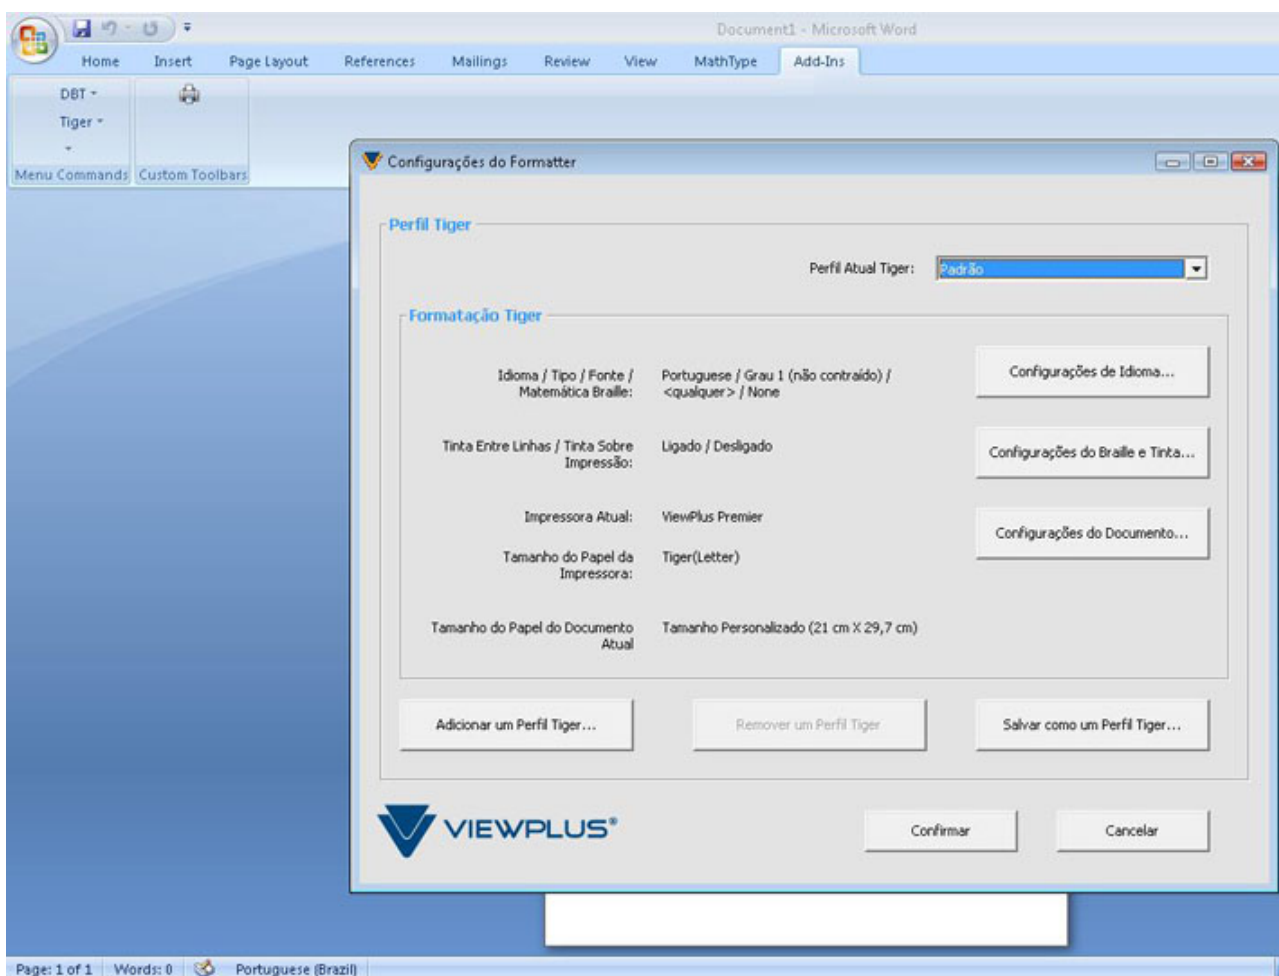 Document1 - Microsoft Word
Home Insert Page Layout References Mailings Review View MathType Add-Ins
DBT
Tiger
Menu Commands Custom Toolbars
Configurações do Formatter
Perfil Tiger
Perfil Atual Tiger: Padrão
Formatação Tiger
Idioma / Tipo / Fonte / Portuguese / Grau 1 (não contraído) / Configurações de Idioma...
Matemática Braille: <qualquer> / None
Tinta Entre Linhas / Tinta Sobre Ligado / Desligado Configurações do Braille e Tinta...
Impressão:
Impressora Atual: ViewPlus Premier
Configurações do Documento...
Tamanho do Papel da Tiger(Letter)
Impressora:
Tamanho do Papel do Documento Tamanho Personalizado (21 cm X 29,7 cm)
Atual
Adicionar um Perfil Tiger... Remover um Perfil Tiger Salvar como um Perfil Tiger...
VIEWPLUS®
Confirmar Cancelar
Page: 1 of 1 Words: 0 Portuguese (Brazil)